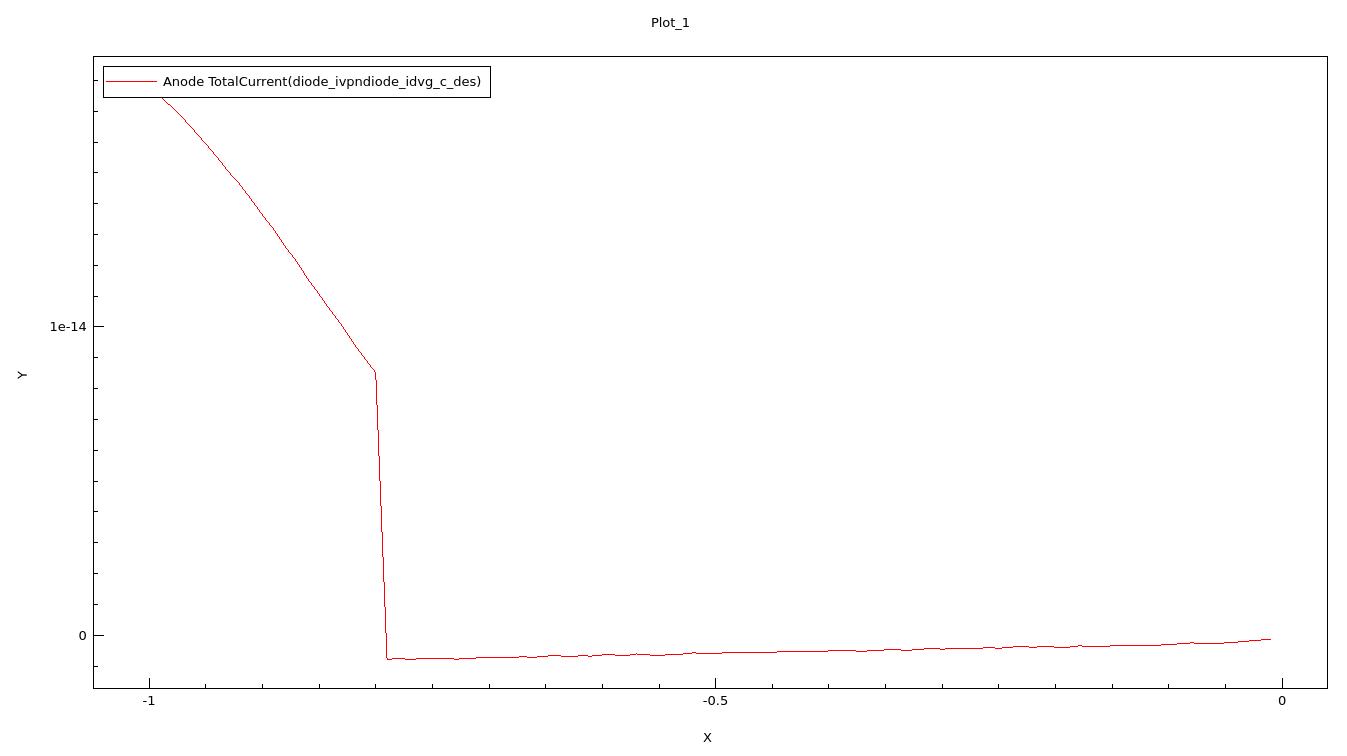 Plot_1
Anode TotalCurrent(diode_ivpndiode_idvg_c_des)
1e-14
Y
0
-1
-0.5
0
X